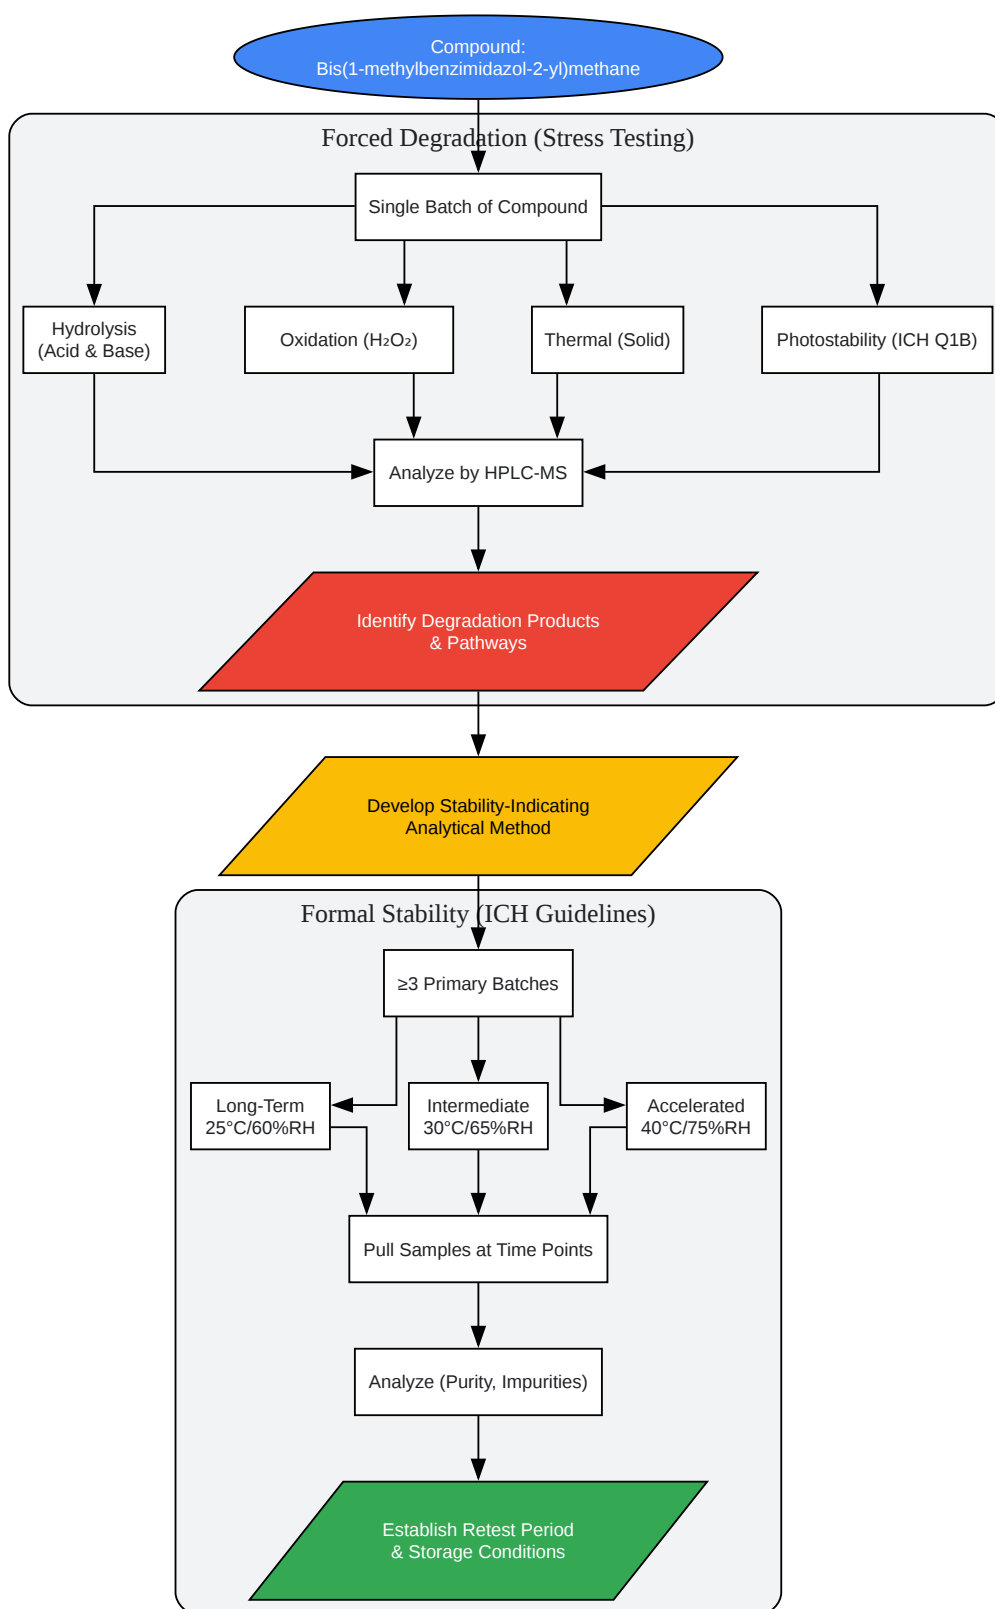 Compound:
Bis(1-methylbenzimidazol-2-yl)methane
Forced Degradation (Stress Testing)
Single Batch of Compound
Hydrolysis
(Acid & Base)
Oxidation (H₂O₂)
Thermal (Solid)
Photostability (ICH Q1B)
Analyze by HPLC-MS
Identify Degradation Products
& Pathways
Develop Stability-Indicating
Analytical Method
Formal Stability (ICH Guidelines)
≥3 Primary Batches
Long-Term
25°C/60%RH
Intermediate
30°C/65%RH
Accelerated
40°C/75%RH
Pull Samples at Time Points
Analyze (Purity, Impurities)
Establish Retest Period
& Storage Conditions